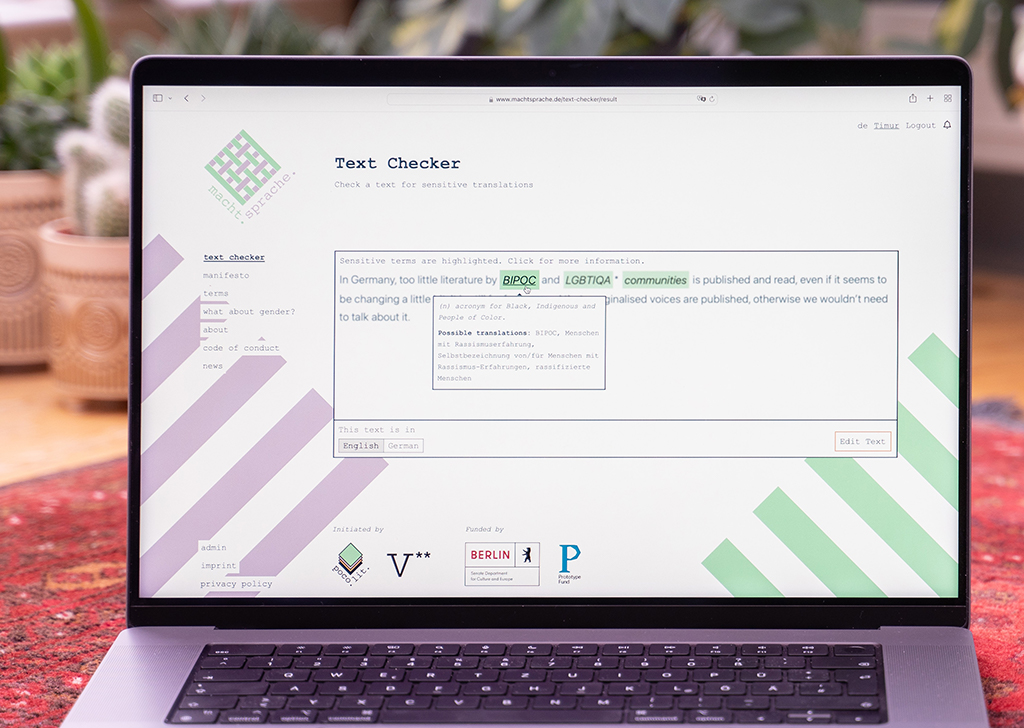 www.machtsprache.de/text-checker/result
de Timur Logout
macht.sprache.
Text Checker
Check a text for sensitive translations
text checker
manifesto
terms
what about gender?
about
code of conduct
news
Sensitive terms are highlighted. Click for more information.
In Germany, too little literature by BIPOC and LGBTIQA* communities is published and read, even if it seems to
be changing a little marginalised voices are published, otherwise we wouldn't need
to talk about it.
(n) acronym for Black, Indigenous and
People of Color.
Possible translations: BIPOC, Menschen
mit Rassismuserfahrung,
Selbstbezeichnung von/für Menschen mit
Rassismus-Erfahrungen, rassifizierte
Menschen
This text is in
English German
Edit Text
Initiated by
Funded by
poco.lit.
V**
BERLIN
Senate Department
for Culture and Europe
P
Prototype
Fund
admin
imprint
privacy policy
Q W E R T Z U I O P Ü
A S D F G H J K L Ö Ä